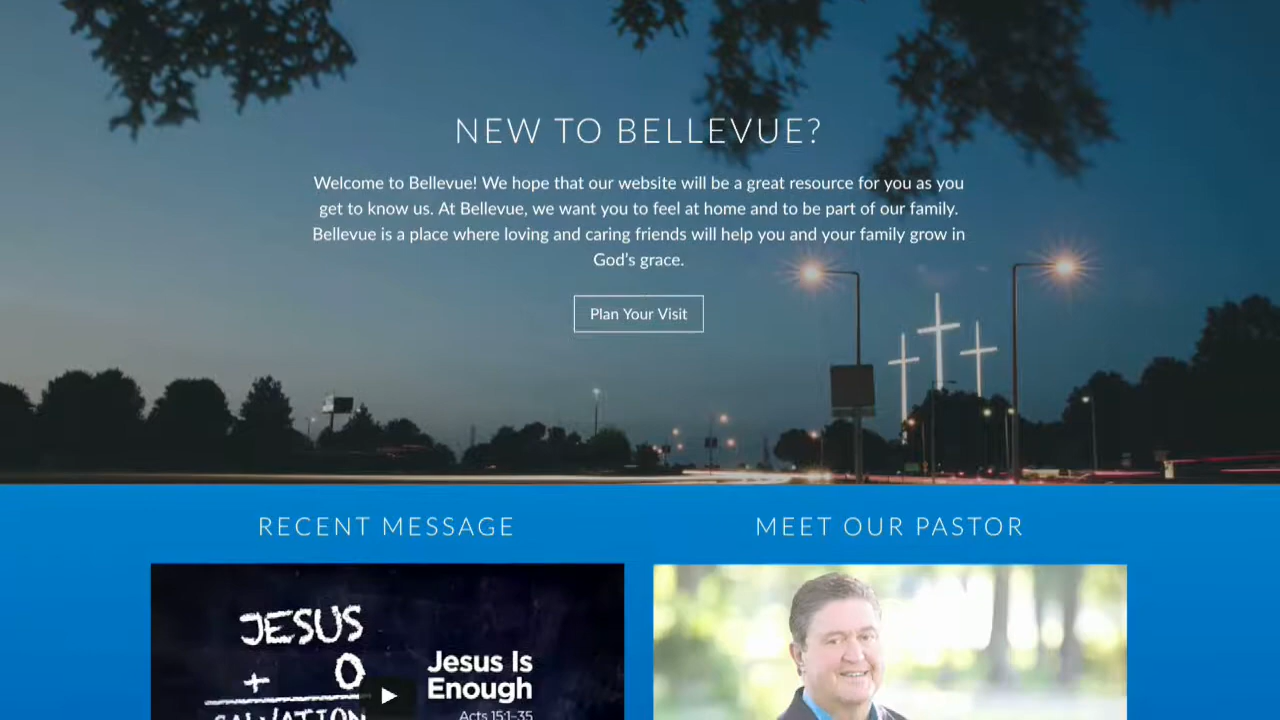 NEW TO BELLEVUE?
Welcome to Bellevue! We hope that our website will be a great resource for you as you
get to know us. At Bellevue, we want you to feel at home and to be part of our family.
Bellevue is a place where loving and caring friends will help you and your family grow in
God's grace.
Plan Your Visit
RECENT MESSAGE
MEET OUR PASTOR
JESUS
+ 0
SALVATION
Jesus Is
Enough
Acts 15:1-35